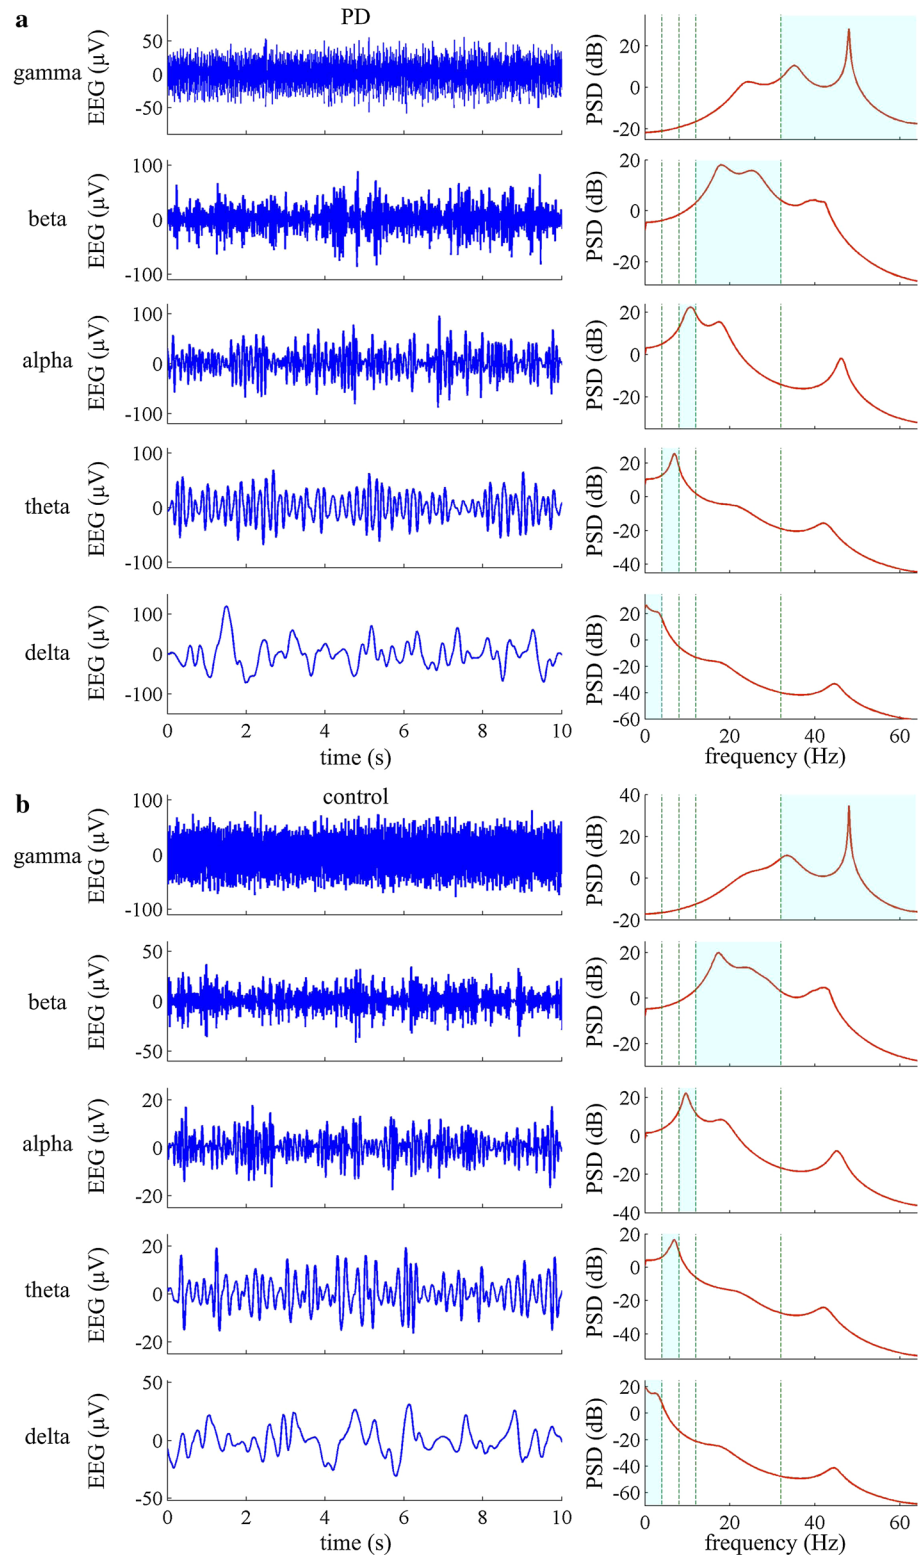 a PD
gamma EEG (μV) 50 0 -50 PSD (dB) 20 0 -20
beta EEG (μV) 100 0 -100 PSD (dB) 20 0 -20
alpha EEG (μV) 100 0 -100 PSD (dB) 20 0 -20
theta EEG (μV) 100 0 -100 PSD (dB) 20 0 -20 -40
delta EEG (μV) 100 0 -100 PSD (dB) 20 0 -20 -40 -60
0 2 4 6 8 10 0 20 40 60
time (s) frequency (Hz)
b control
gamma EEG (μV) 100 0 -100 PSD (dB) 40 20 0 -20
beta EEG (μV) 50 0 50 PSD (dB) 20 0 -20
alpha EEG (μV) 20 0 -20 PSD (dB) 20 0 -20 -40
theta EEG (μV) 20 0 -20 PSD (dB) 20 0 -20 -40
delta EEG (μV) 50 0 -50 PSD (dB) 20 0 -20 -40 -60
0 2 4 6 8 10 0 20 40 60
time (s) frequency (Hz)